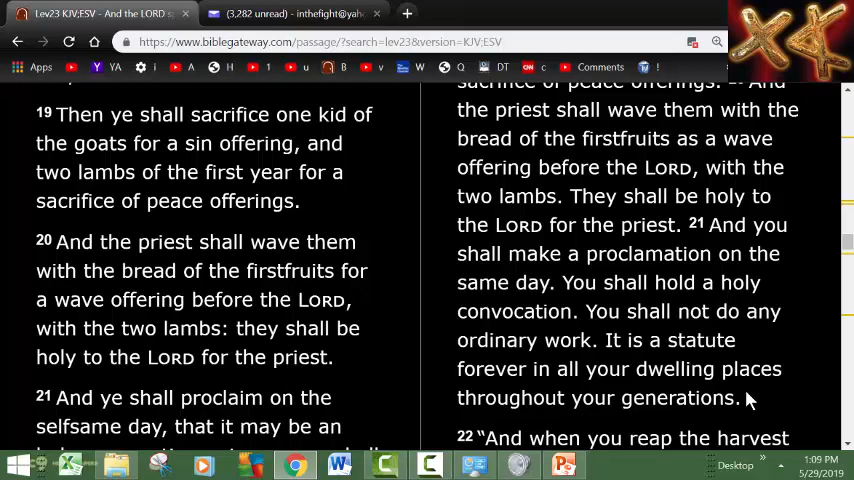 Lev23 KJV;ESV - And the LORD s
(3,282 unread) - inthefight@yah
https://www.biblegateway.com/passage/?search=lev23&version=KJV;ESV
Apps YA A H I u B v W Q DT c Comments !
19 Then ye shall sacrifice one kid of
the goats for a sin offering, and
two lambs of the first year for a
sacrifice of peace offerings.
20 And the priest shall wave them
with the bread of the firstfruits for
a wave offering before the LORD,
with the two lambs: they shall be
holy to the LORD for the priest.
21 And ye shall proclaim on the
selfsame day, that it may be an
sacrifice of peace offerings. 20 And
the priest shall wave them with the
bread of the firstfruits as a wave
offering before the LORD, with the
two lambs. They shall be holy to
the LORD for the priest. 21 And you
shall make a proclamation on the
same day. You shall hold a holy
convocation. You shall not do any
ordinary work. It is a statute
forever in all your dwelling places
throughout your generations.
22 “And when you reap the harvest
Desktop
1:09 PM
5/29/2019